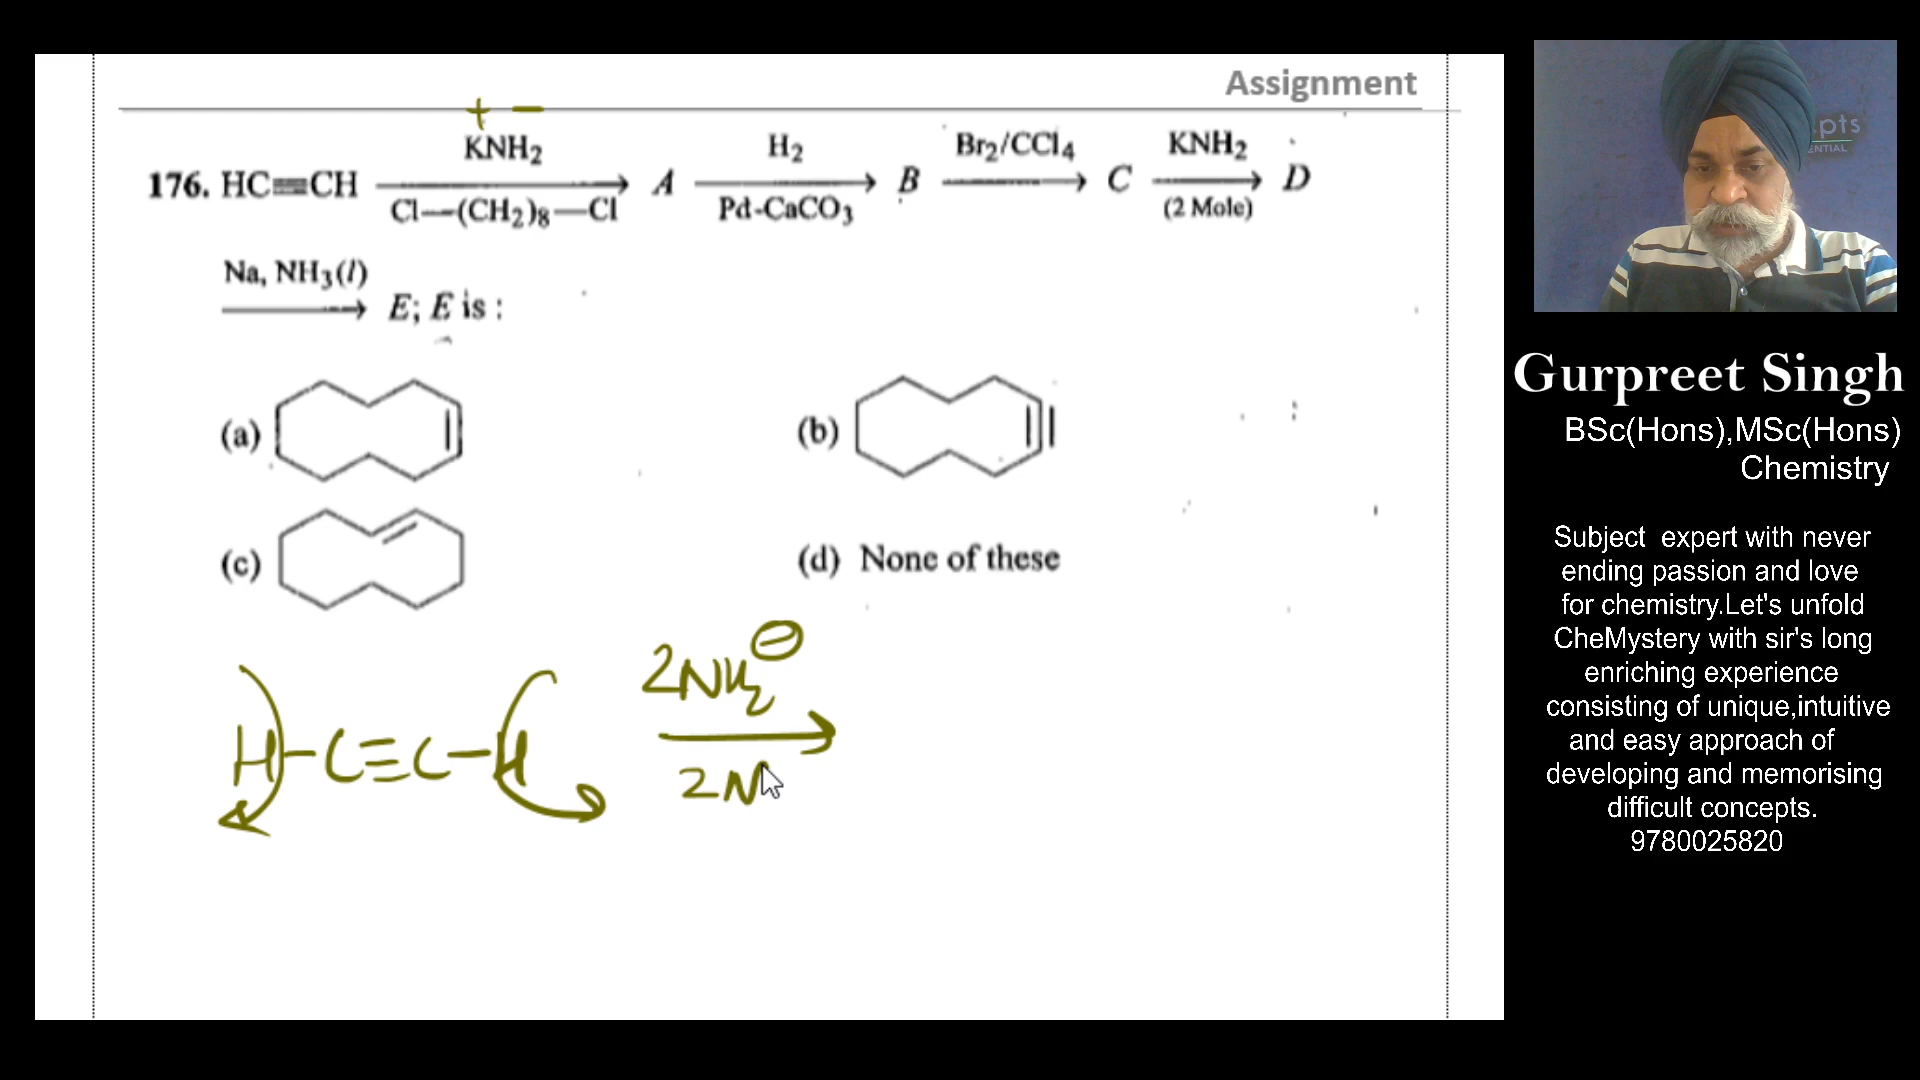 Assignment
+ −
KNH₂ H₂ Br₂/CCl₄ KNH₂
176. HC≡CH ⟶ A ⟶ B ⟶ C ⟶ D
Cl—(CH₂)₈—Cl Pd-CaCO₃ (2 Mole)
Na, NH₃(l)
⟶ E; E is :
(a) (b)
(c) (d) None of these
2NH₂⊖
H–C≡C–H ⟶
2N
pts
ENTIAL
Gurpreet Singh
BSc(Hons),MSc(Hons)
Chemistry
Subject expert with never
ending passion and love
for chemistry.Let's unfold
CheMystery with sir's long
enriching experience
consisting of unique,intuitive
and easy approach of
developing and memorising
difficult concepts.
9780025820